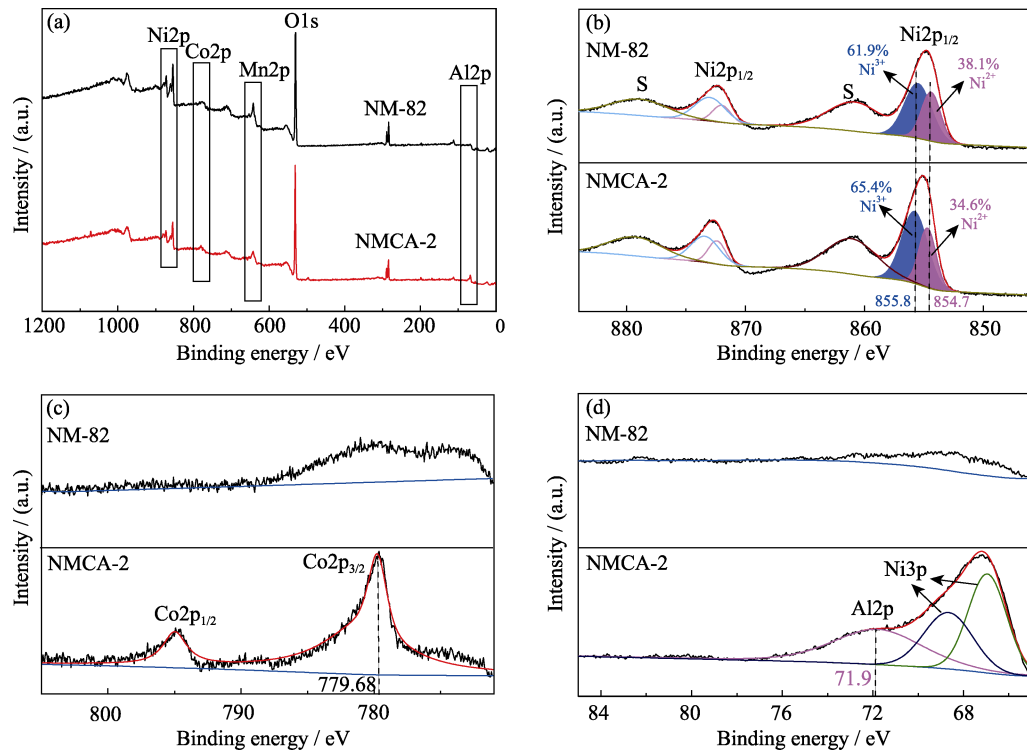 (a)
O1s
Ni2p
Co2p
Mn2p
Al2p
NM-82
NMCA-2
Intensity / (a.u.)
1200 1000 800 600 400 200 0
Binding energy / eV
(b)
NM-82
Ni2p1/2
61.9%
Ni3+
38.1%
Ni2+
S
Ni2p1/2
S
NMCA-2
65.4%
Ni3+
34.6%
Ni2+
855.8
854.7
Intensity / (a.u.)
880 870 860 850
Binding energy / eV
(c)
NM-82
NMCA-2
Co2p3/2
Co2p1/2
779.68
Intensity / (a.u.)
800 790 780
Binding energy / eV
(d)
NM-82
NMCA-2
Ni3p
Al2p
71.9
Intensity / (a.u.)
84 80 76 72 68
Binding energy / eV